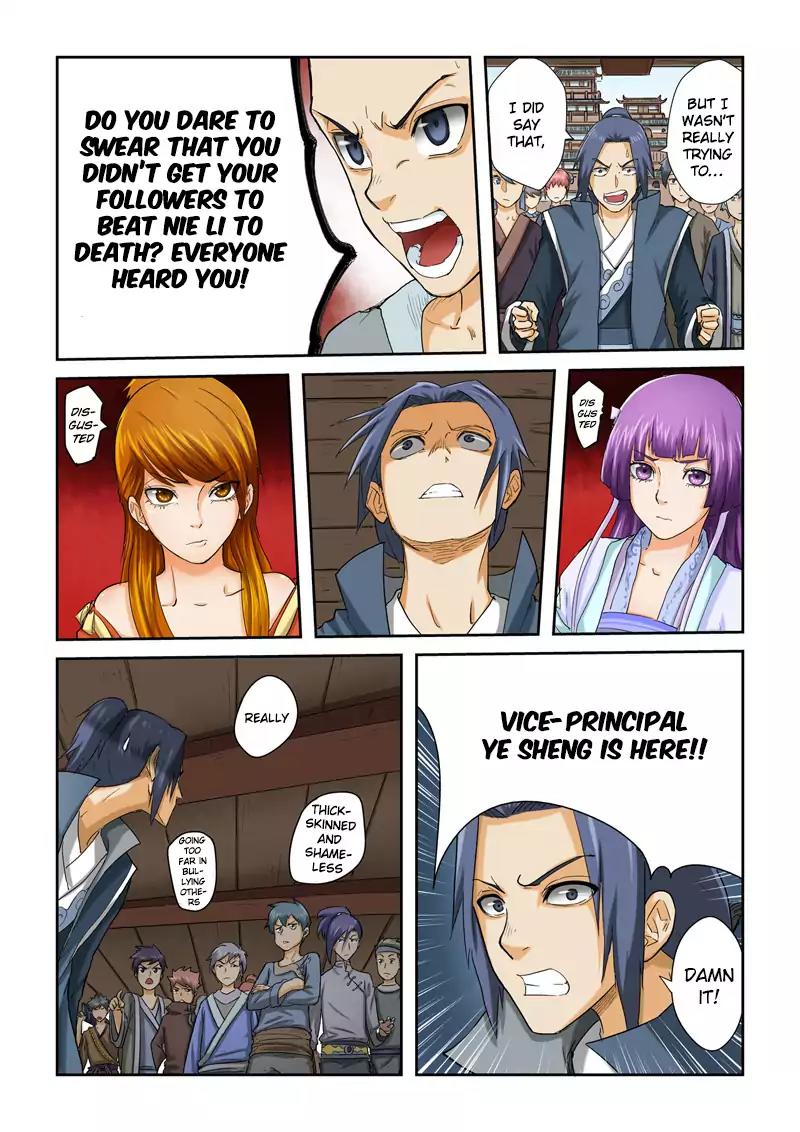 DO YOU DARE TO
SWEAR THAT YOU
DIDN'T GET YOUR
FOLLOWERS TO
BEAT NIE LI TO
DEATH? EVERYONE
HEARD YOU!
I DID
SAY
THAT,
BUT I
WASN'T
REALLY
TRYING
TO...
DIS-
GUS-
TED
DIS
GUS
TED
REALLY
GOING
TOO
FAR IN
BUL-
LYING
OTHE-
RS
THICK-
SKINNED
AND
SHAME-
LESS
VICE-PRINCIPAL
YE SHENG IS HERE!!
DAMN
IT!